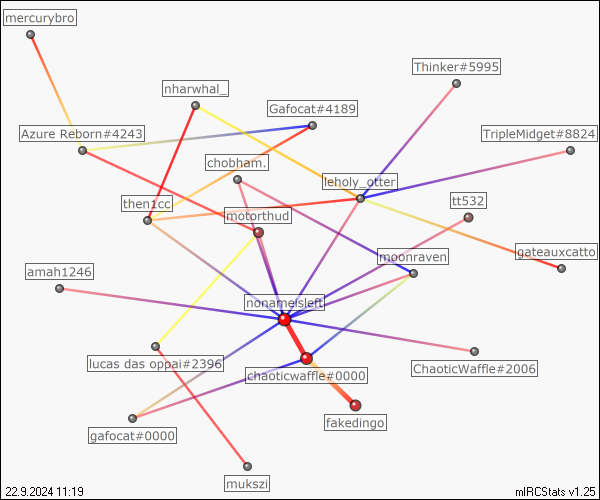 mercurybro
Thinker#5995
nharwhal_
Gafocat#4189
Azure Reborn#4243
TripleMidget#8824
chobham.
leholy_otter
then1cc
motorthud
tt532
gateauxcatto
moonraven
amah1246
nonameisleft
lucas das oppai#2396
chaoticwaffle#0000
ChaoticWaffle#2006
fakedingo
gafocat#0000
mukszi
22.9.2024 11:19
mIRCStats v1.25